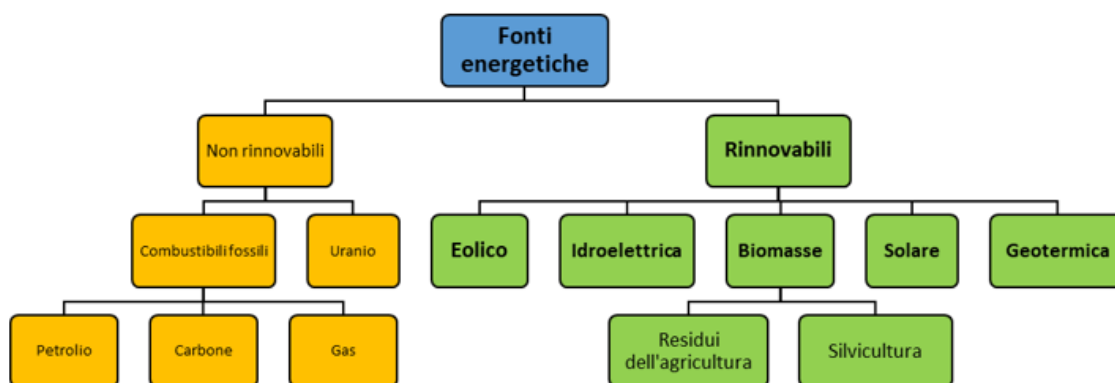 Fonti
energetiche
Non rinnovabili
Rinnovabili
Combustibili fossili
Uranio
Eolico
Idroelettrica
Biomasse
Solare
Geotermica
Petrolio
Carbone
Gas
Residui
dell'agricultura
Silvicultura